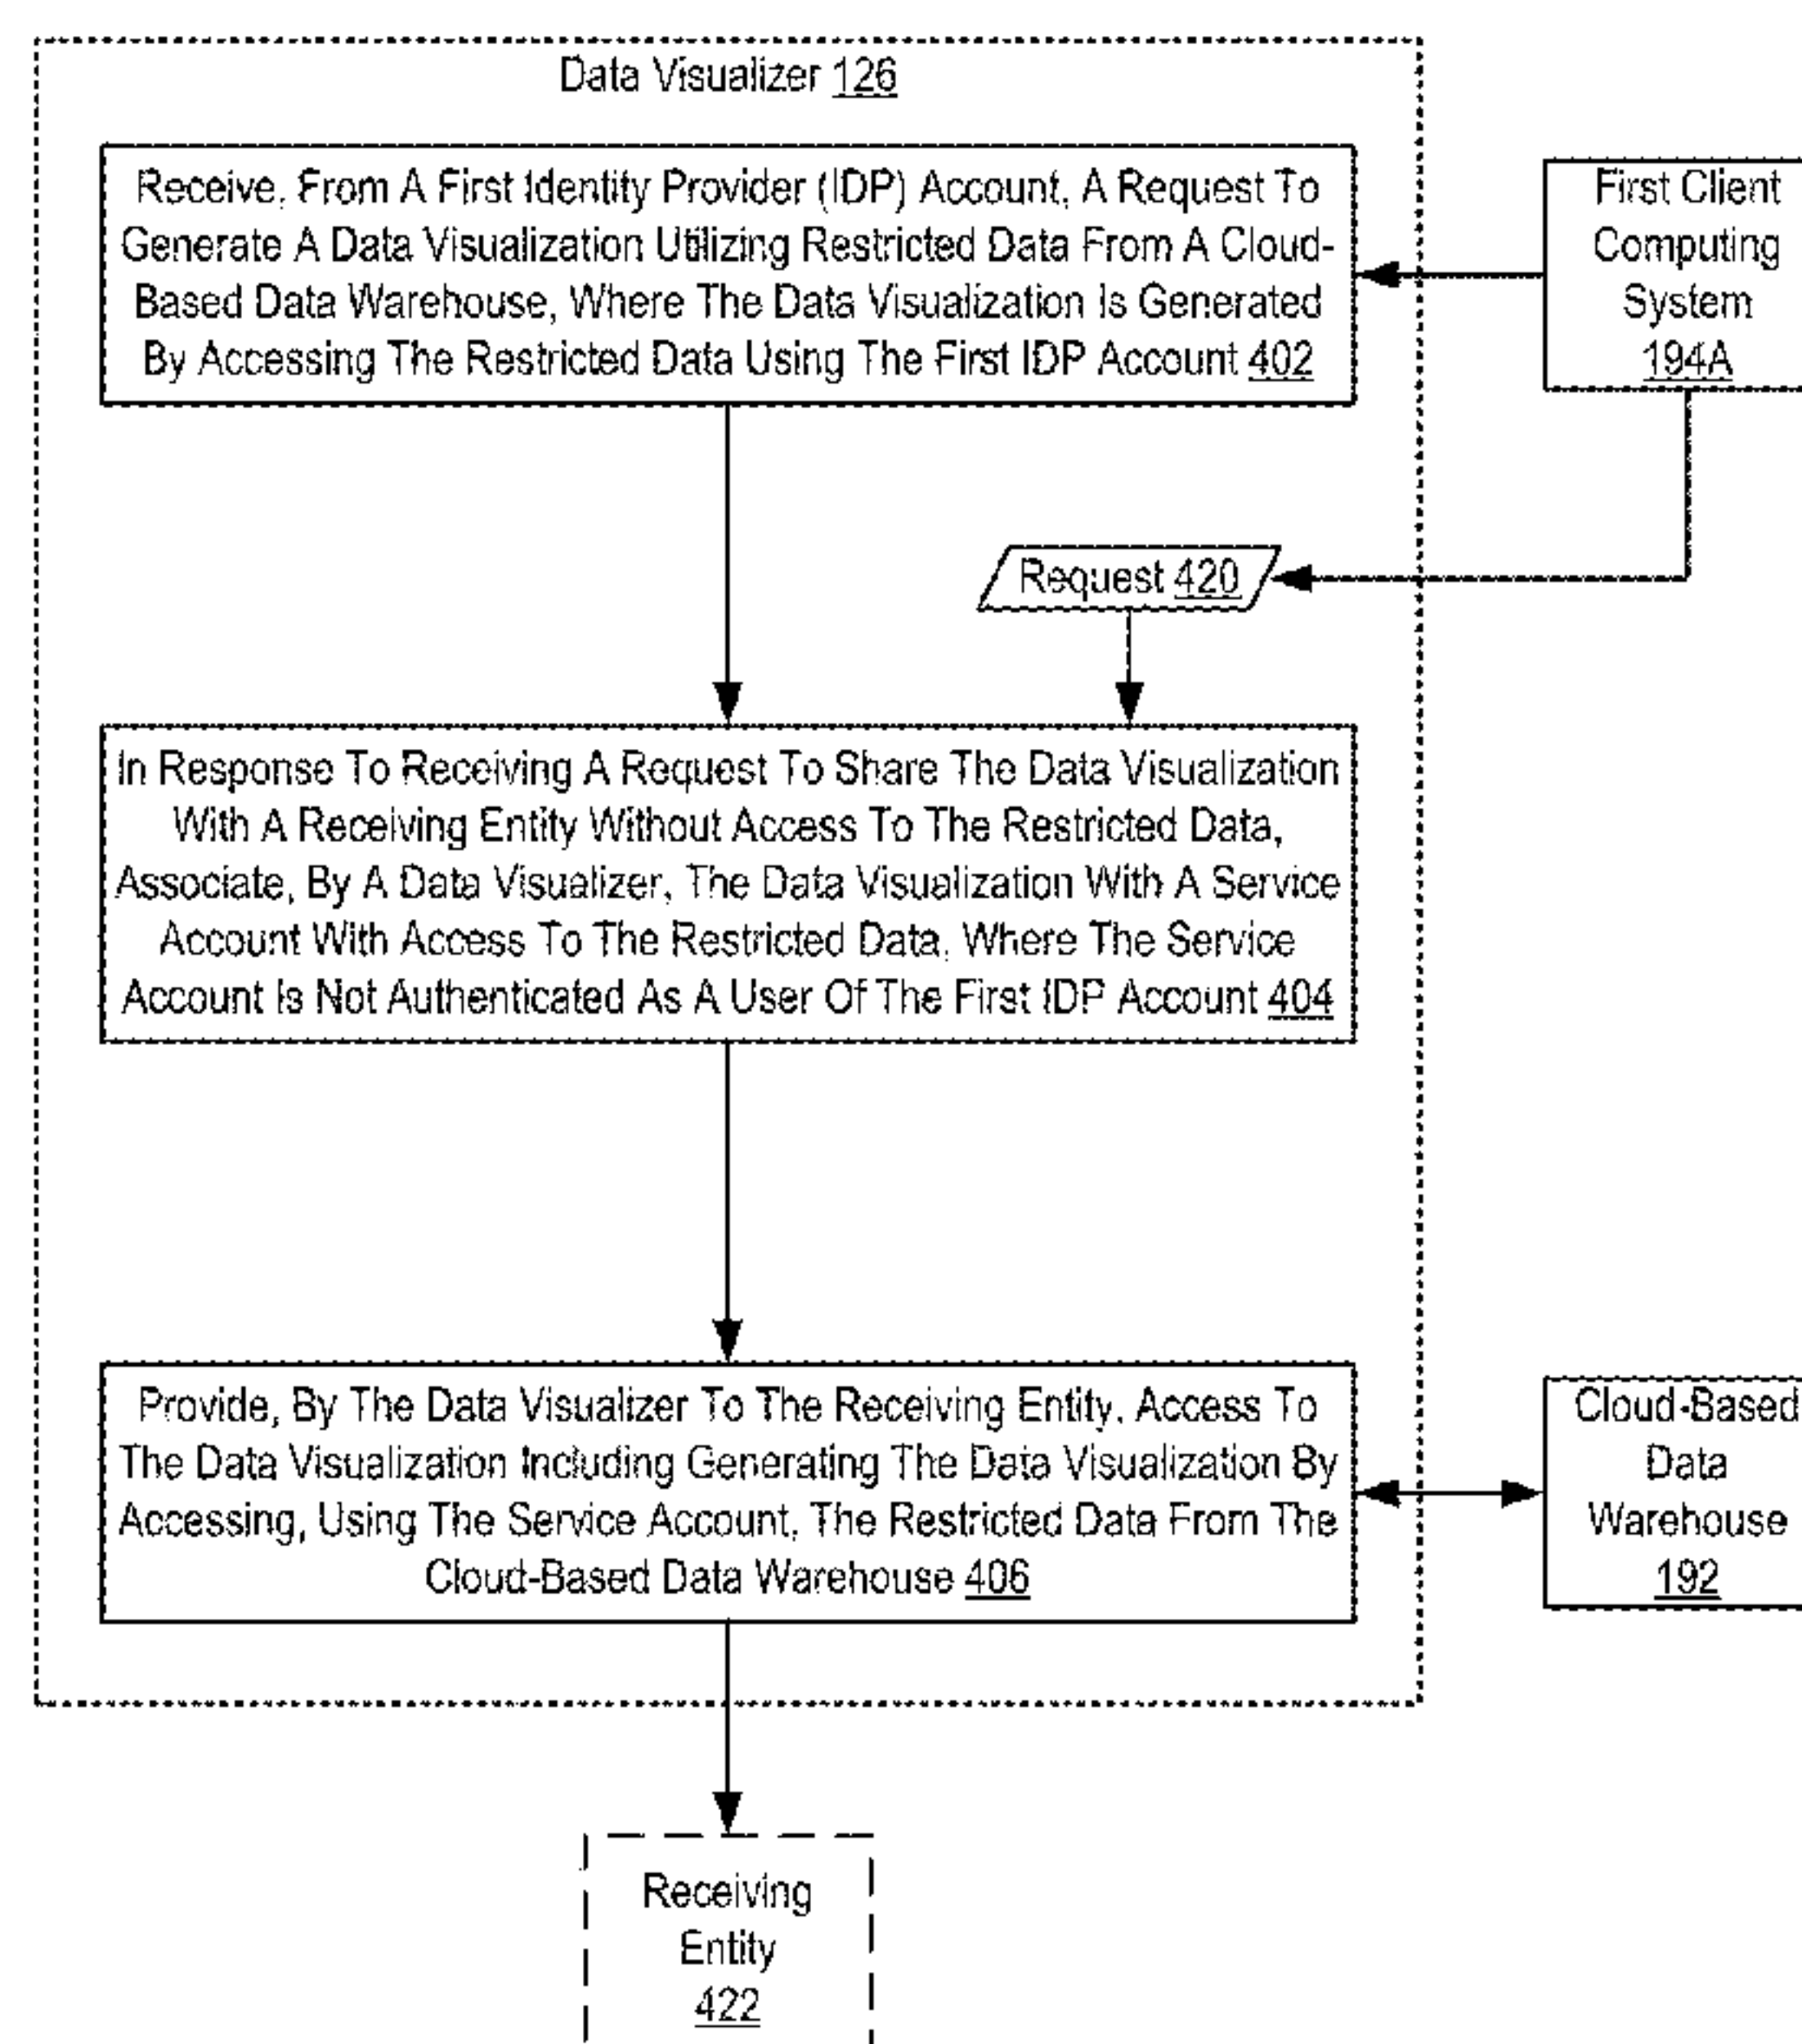 Data Visualizer 126
Receive, From A First Identity Provider (IDP) Account, A Request To
Generate A Data Visualization Utilizing Restricted Data From A Cloud-
Based Data Warehouse, Where The Data Visualization Is Generated
By Accessing The Restricted Data Using The First IDP Account 402
First Client
Computing
System
194A
Request 420
In Response To Receiving A Request To Share The Data Visualization
With A Receiving Entity Without Access To The Restricted Data,
Associate, By A Data Visualizer, The Data Visualization With A Service
Account With Access To The Restricted Data, Where The Service
Account Is Not Authenticated As A User Of The First IDP Account 404
Provide, By The Data Visualizer To The Receiving Entity, Access To
The Data Visualization Including Generating The Data Visualization By
Accessing, Using The Service Account, The Restricted Data From The
Cloud-Based Data Warehouse 406
Cloud-Based
Data
Warehouse
192
Receiving
Entity
422